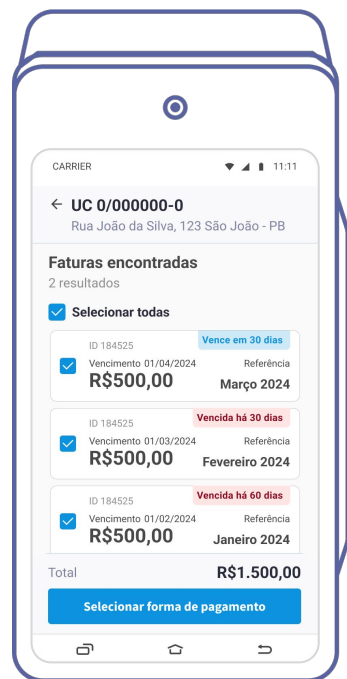 CARRIER 11:11
UC 0/000000-0
Rua João da Silva, 123 São João - PB
Faturas encontradas
2 resultados
Selecionar todas
ID 184525 Vence em 30 dias
Vencimento 01/04/2024 Referência
R$500,00 Março 2024
ID 184525 Vencida há 30 dias
Vencimento 01/03/2024 Referência
R$500,00 Fevereiro 2024
ID 184525 Vencida há 60 dias
Vencimento 01/02/2024 Referência
R$500,00 Janeiro 2024
Total R$1.500,00
Selecionar forma de pagamento